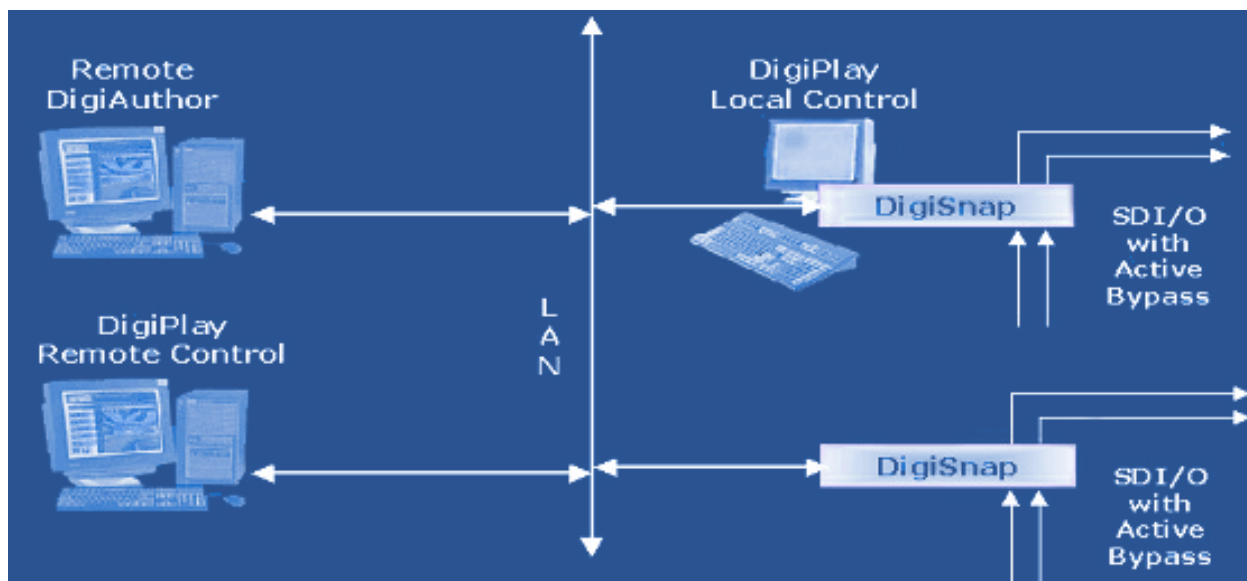 Remote
DigiAuthor
DigiPlay
Local Control
DigiSnap
SDI/O
with
Active
Bypass
L
A
N
DigiPlay
Remote Control
DigiSnap
SDI/O
with
Active
Bypass